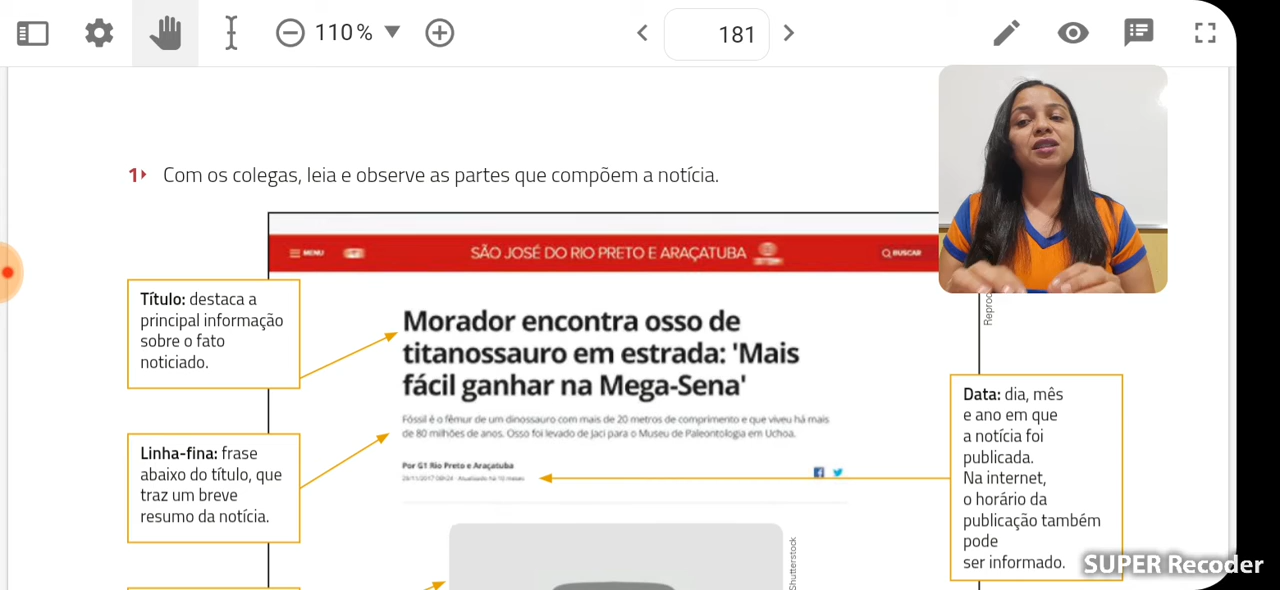 110 %
181
1 Com os colegas, leia e observe as partes que compõem a notícia.
MENU
SÃO JOSÉ DO RIO PRETO E ARAÇATUBA
BUSCAR
Título: destaca a
principal informação
sobre o fato
noticiado.
Morador encontra osso de
titanossauro em estrada: 'Mais
fácil ganhar na Mega-Sena'
Fóssil é o fêmur de um dinossauro com mais de 20 metros de comprimento e que viveu há mais
de 80 milhões de anos. Osso foi levado de Jaci para o Museu de Paleontologia em Uchoa.
Linha-fina: frase
abaixo do título, que
traz um breve
resumo da notícia.
Por G1 Rio Preto e Araçatuba
Atualizado há 10 meses
Data: dia, mês
e ano em que
a notícia foi
publicada.
Na internet,
o horário da
publicação também
pode
ser informado.
Shutterstock
SUPER Recoder